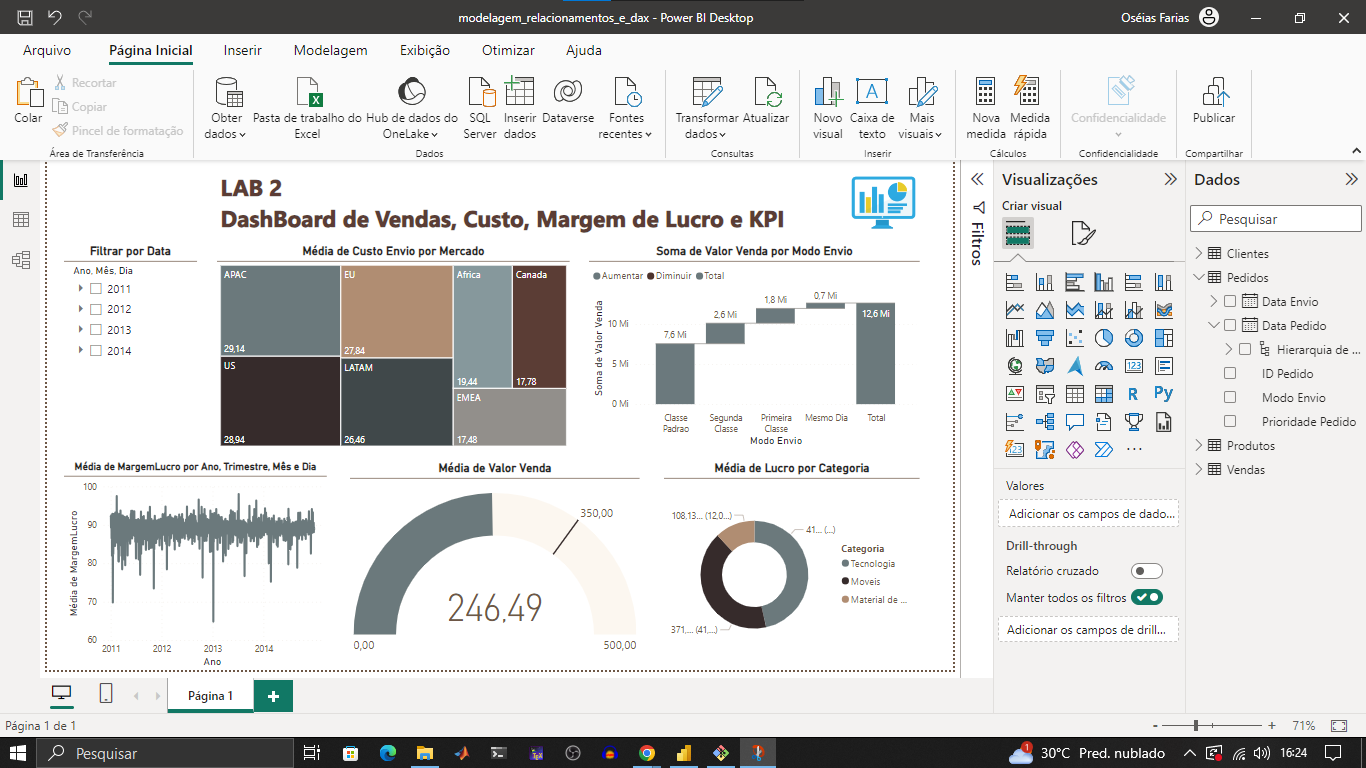 modelagem_relacionamentos_e_dax - Power BI Desktop
Oséias Farias
Arquivo
Página Inicial
Inserir
Modelagem
Exibição
Otimizar
Ajuda
Colar
Recortar
Copiar
Pincel de formatação
Área de Transferência
Obter dados
Pasta de trabalho do Excel
Hub de dados do OneLake
SQL Server
Inserir dados
Dataverse
Fontes recentes
Dados
Transformar dados
Atualizar
Consultas
Novo visual
Caixa de texto
Mais visuais
Inserir
Nova medida
Medida rápida
Cálculos
Confidencialidade
Confidencialidade
Publicar
Compartilhar
LAB 2
DashBoard de Vendas, Custo, Margem de Lucro e KPI
Filtrar por Data
Ano, Mês, Dia
2011
2012
2013
2014
Média de Custo Envio por Mercado
APAC
29,14
EU
27,84
Africa
19,44
Canada
17,78
US
28,94
LATAM
26,46
EMEA
17,48
Soma de Valor Venda por Modo Envio
Aumentar
Diminuir
Total
Soma de Valor Venda
10 Mi
5 Mi
0 Mi
7,6 Mi
2,6 Mi
1,8 Mi
0,7 Mi
12,6 Mi
Classe Padrao
Segunda Classe
Primeira Classe
Mesmo Dia
Total
Modo Envio
Média de MargemLucro por Ano, Trimestre, Mês e Dia
Média de MargemLucro
100
90
80
70
60
2011
2012
2013
2014
Ano
Média de Valor Venda
350,00
246,49
0,00
500,00
Média de Lucro por Categoria
108,13... (12,0...)
41... (...)
371,... (41,...)
Categoria
Tecnologia
Moveis
Material de ...
Filtros
Visualizações
Criar visual
123
R
Py
123
...
Valores
Adicionar os campos de dado...
Drill-through
Relatório cruzado
Manter todos os filtros
Adicionar os campos de drill...
Dados
Pesquisar
Clientes
Pedidos
Data Envio
Data Pedido
Hierarquia de ...
ID Pedido
Modo Envio
Prioridade Pedido
Produtos
Vendas
Página 1
Página 1 de 1
71%
Pesquisar
1
30°C Pred. nublado
16:24